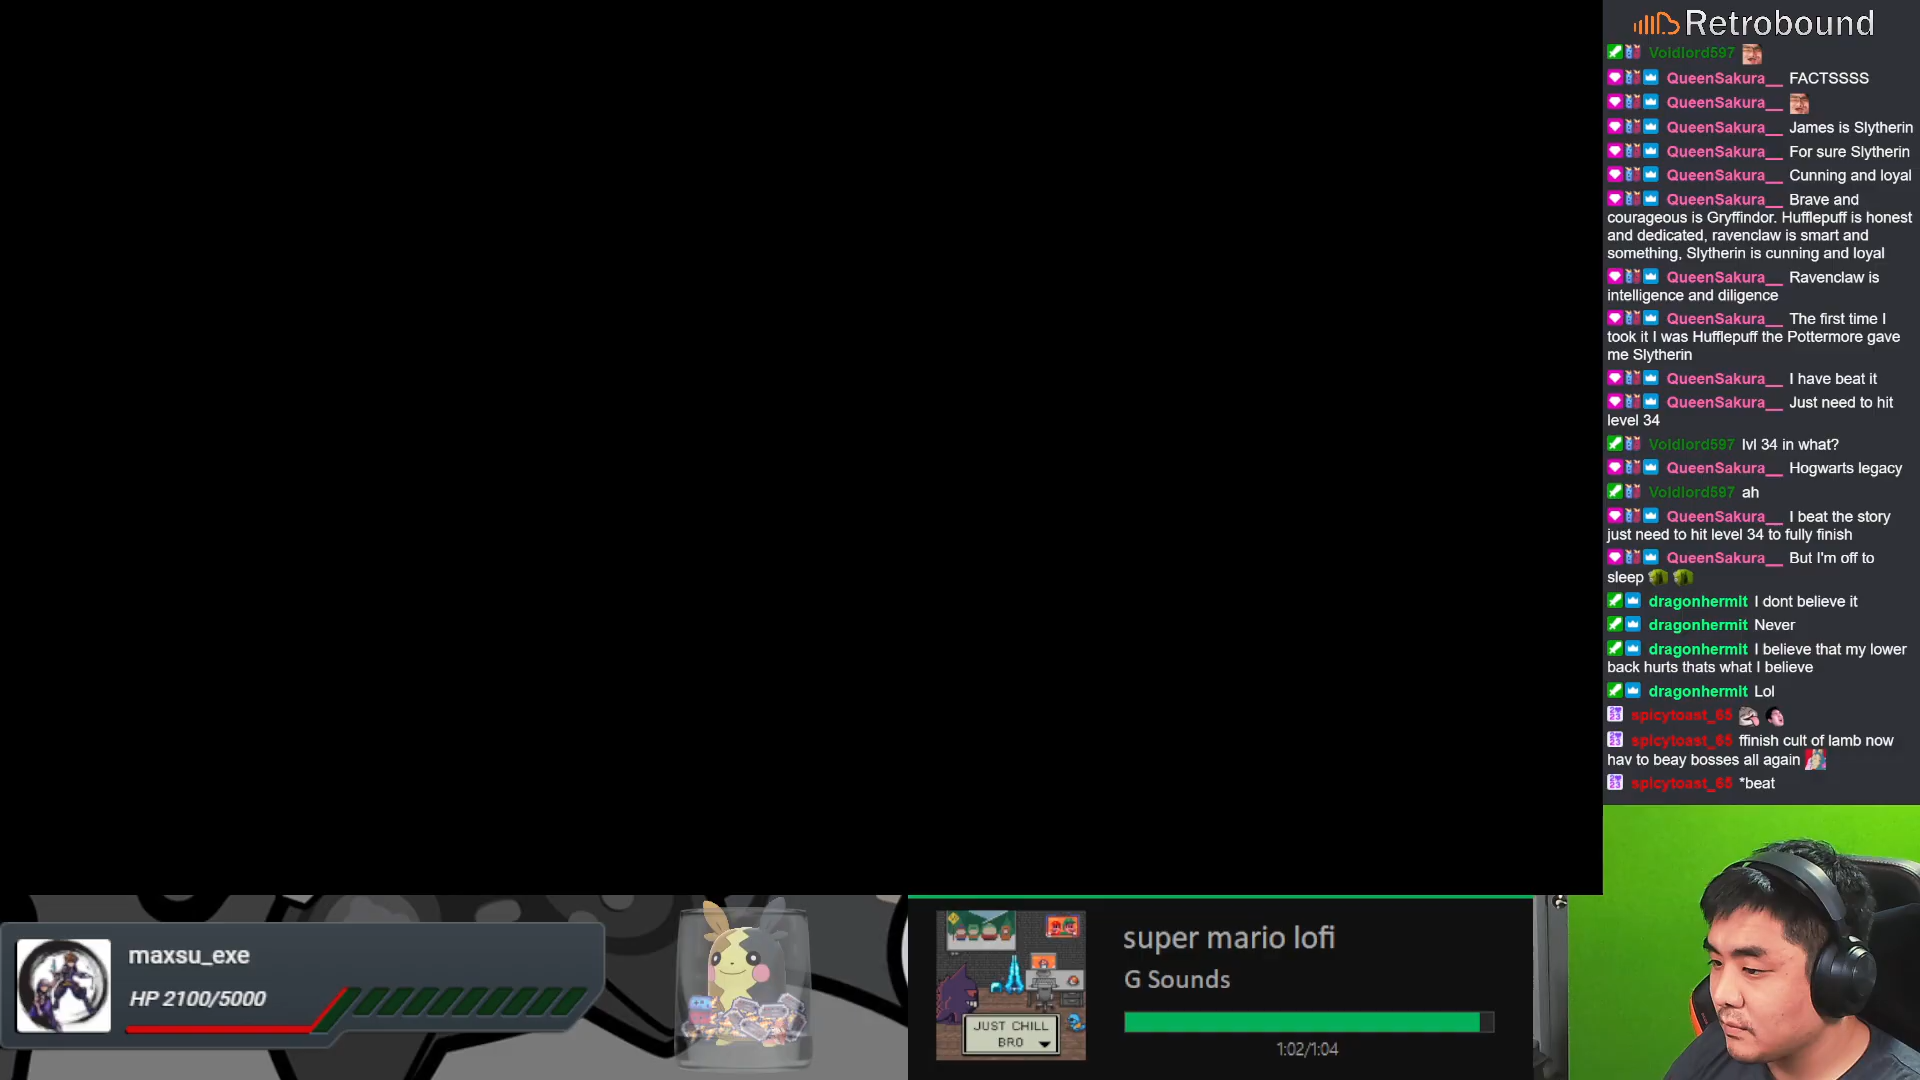 Retrobound
Voidlord597
QueenSakura__ FACTSSSS
QueenSakura__
QueenSakura__ James is Slytherin
QueenSakura__ For sure Slytherin
QueenSakura__ Cunning and loyal
QueenSakura__ Brave and
courageous is Gryffindor. Hufflepuff is honest
and dedicated, ravenclaw is smart and
something, Slytherin is cunning and loyal
QueenSakura__ Ravenclaw is
intelligence and diligence
QueenSakura__ The first time I
took it I was Hufflepuff the Pottermore gave
me Slytherin
QueenSakura__ I have beat it
QueenSakura__ Just need to hit
level 34
Voidlord597 lvl 34 in what?
QueenSakura__ Hogwarts legacy
Voidlord597 ah
QueenSakura__ I beat the story
just need to hit level 34 to fully finish
QueenSakura__ But I'm off to
sleep
dragonhermit I dont believe it
dragonhermit Never
dragonhermit I believe that my lower
back hurts thats what I believe
dragonhermit Lol
spicytoast_65
spicytoast_65 ffinish cult of lamb now
hav to beay bosses all again
spicytoast_65 *beat
maxsu_exe
HP 2100/5000
JUST CHILL
BRO
super mario lofi
G Sounds
1:02/1:04